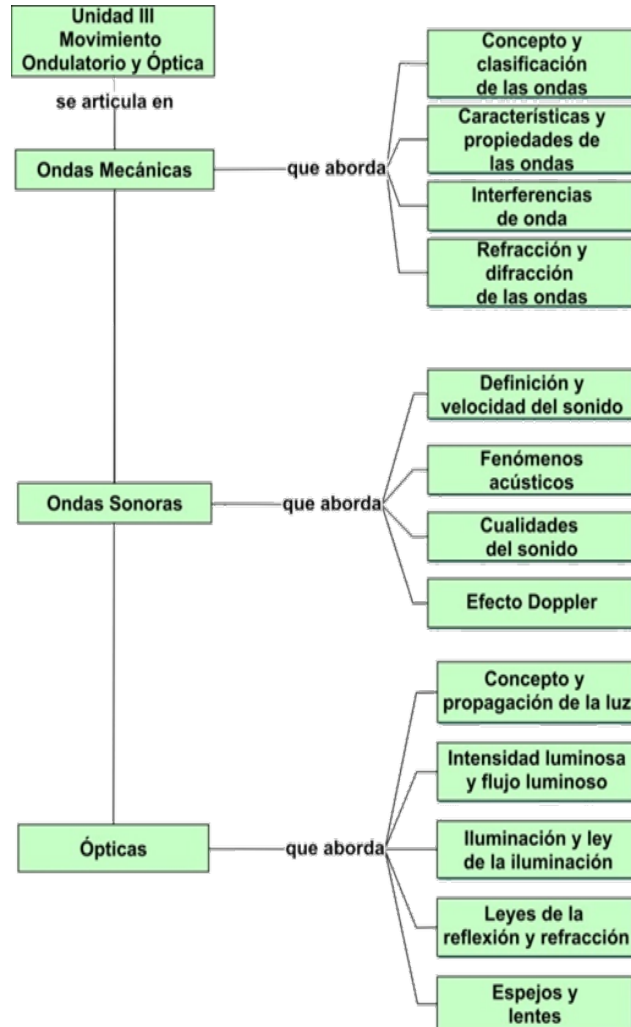 Unidad III
Movimiento
Ondulatorio y Óptica
se articula en
Ondas Mecánicas
que aborda
Concepto y
clasificación
de las ondas
Características y
propiedades de
las ondas
Interferencias
de onda
Refracción y
difracción
de las ondas
Ondas Sonoras
que aborda
Definición y
velocidad del sonido
Fenómenos
acústicos
Cualidades
del sonido
Efecto Doppler
Ópticas
que aborda
Concepto y
propagación de la luz
Intensidad luminosa
y flujo luminoso
Iluminación y ley
de la iluminación
Leyes de la
reflexión y refracción
Espejos y
lentes